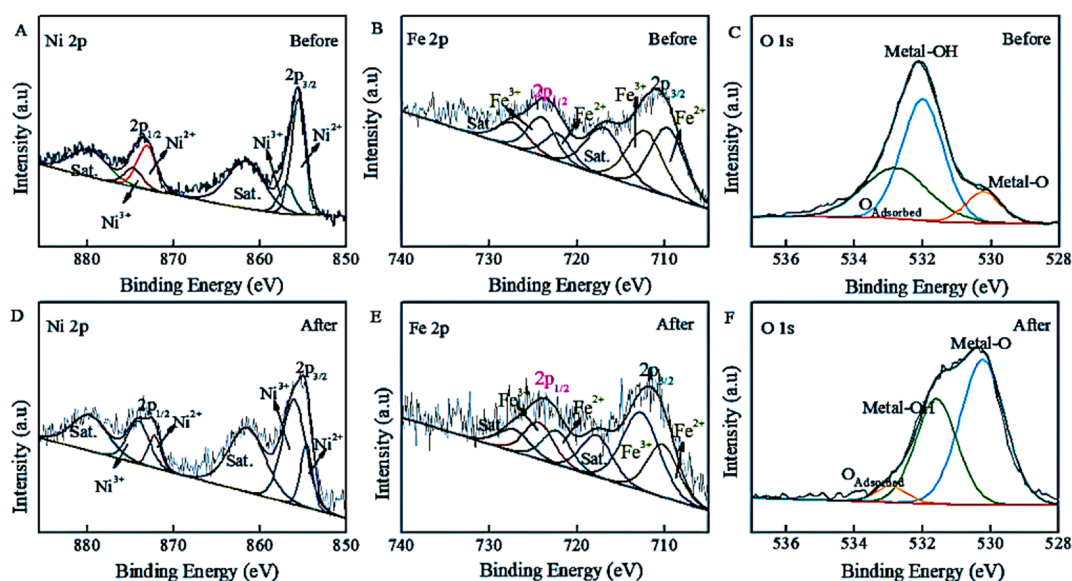 A
Ni 2p
Before
2p3/2
2p1/2
Ni2+
Ni3+
Ni2+
Sat.
Sat.
Ni3+
Intensity (a.u)
880 870 860 850
Binding Energy (eV)
B
Fe 2p
Before
Fe3+
2p1/2
Fe2+
Fe3+
2p3/2
Fe2+
Sat
Sat.
Intensity (a.u)
740 730 720 710
Binding Energy (eV)
C
O 1s
Before
Metal-OH
Metal-O
OAdsorbed
Intensity (a.u)
536 534 532 530 528
Binding Energy (eV)
D
Ni 2p
After
2p3/2
2p1/2
Ni2+
Ni3+
Ni2+
Sat.
Sat.
Ni3+
Intensity (a.u)
880 870 860 850
Binding Energy (eV)
E
Fe 2p
After
Fe3+
2p1/2
Fe2+
2p3/2
Fe2+
Sat.
Sat
Fe3+
Intensity (a.u)
740 730 720 710
Binding Energy (eV)
F
O 1s
After
Metal-O
Metal-OH
OAdsorbed
Intensity (a.u)
536 534 532 530 528
Binding Energy (eV)